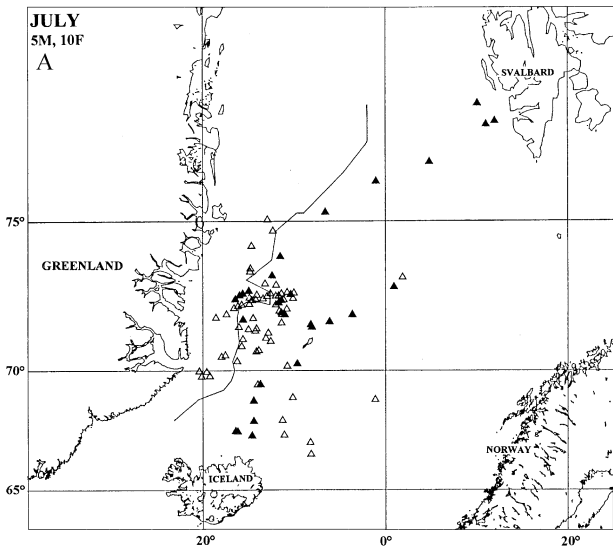 JULY
5M, 10F
A
SVALBARD
75°
GREENLAND
70°
NORWAY
ICELAND
65°
20°
0°
20°